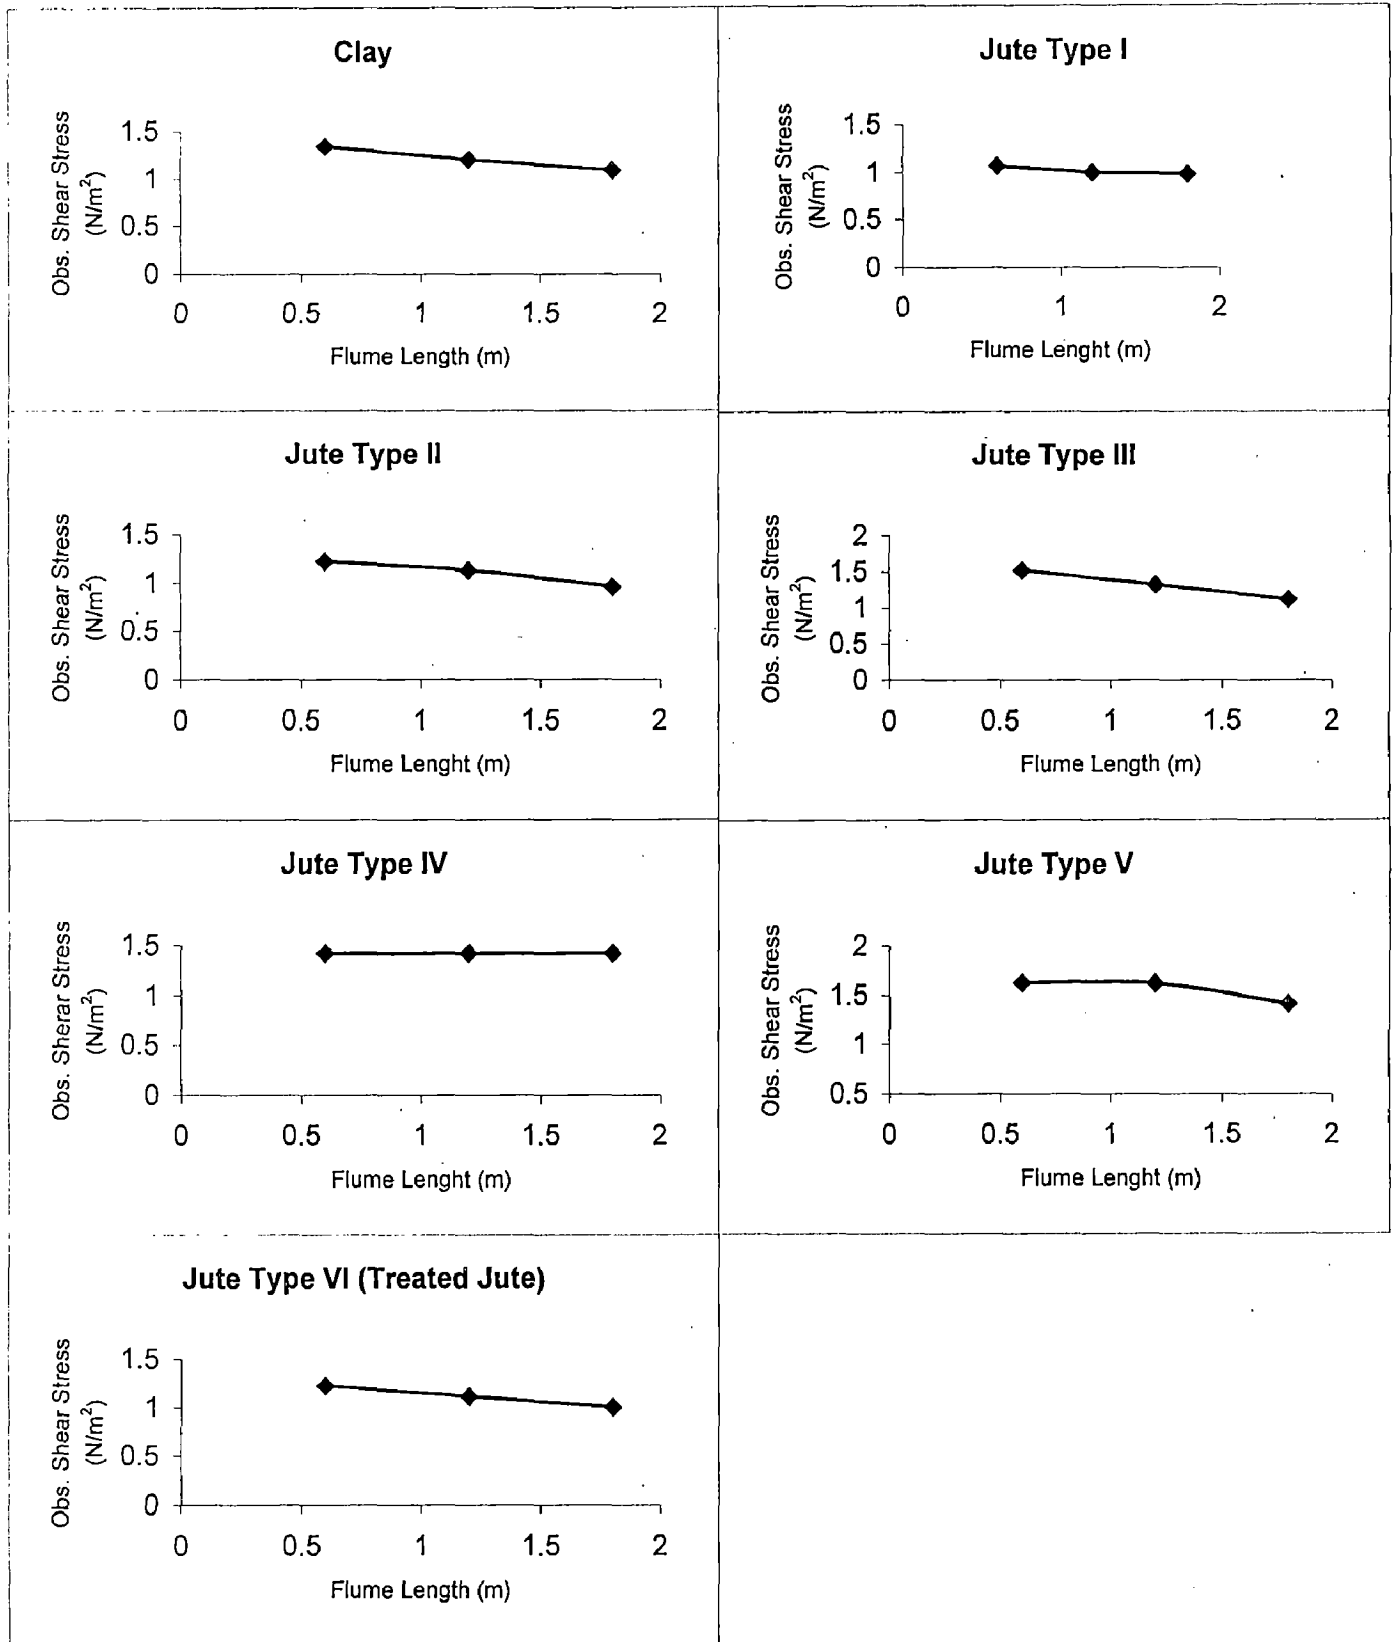 Clay
Obs. Shear Stress
(N/m²)
1.5
1
0.5
0
0 0.5 1 1.5 2
Flume Length (m)
Jute Type I
Obs. Shear Stress
(N/m²)
1.5
1
0.5
0
0 1 2
Flume Lenght (m)
Jute Type II
Obs. Shear Stress
(N/m²)
1.5
1
0.5
0
0 0.5 1 1.5 2
Flume Lenght (m)
Jute Type III
Obs. Shear Stress
(N/m²)
2
1.5
1
0.5
0
0 0.5 1 1.5 2
Flume Length (m)
Jute Type IV
Obs. Sherar Stress
(N/m²)
1.5
1
0.5
0
0 0.5 1 1.5 2
Flume Lenght (m)
Jute Type V
Obs. Shear Stress
(N/m²)
2
1.5
1
0.5
0 0.5 1 1.5 2
Flume Lenght (m)
Jute Type VI (Treated Jute)
Obs. Shear Stress
(N/m²)
1.5
1
0.5
0
0 0.5 1 1.5 2
Flume Length (m)